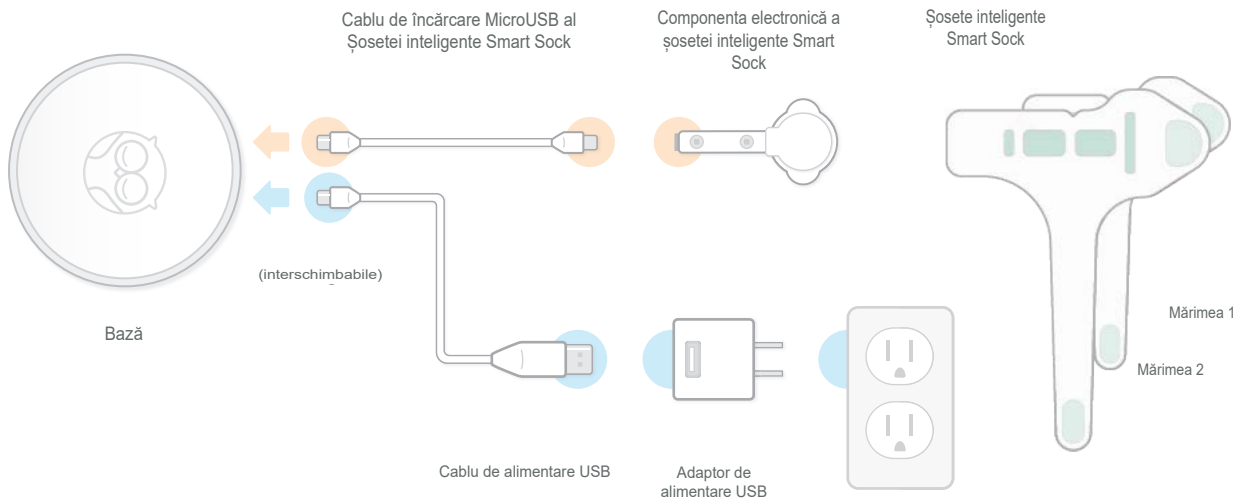 Cablu de încărcare MicroUSB al
Șosetei inteligente Smart Sock
Componenta electronică a
șosetei inteligente Smart
Sock
Șosete inteligente
Smart Sock
(interschimbabile)
Bază
Mărimea 1
Mărimea 2
Cablu de alimentare USB
Adaptor de
alimentare USB